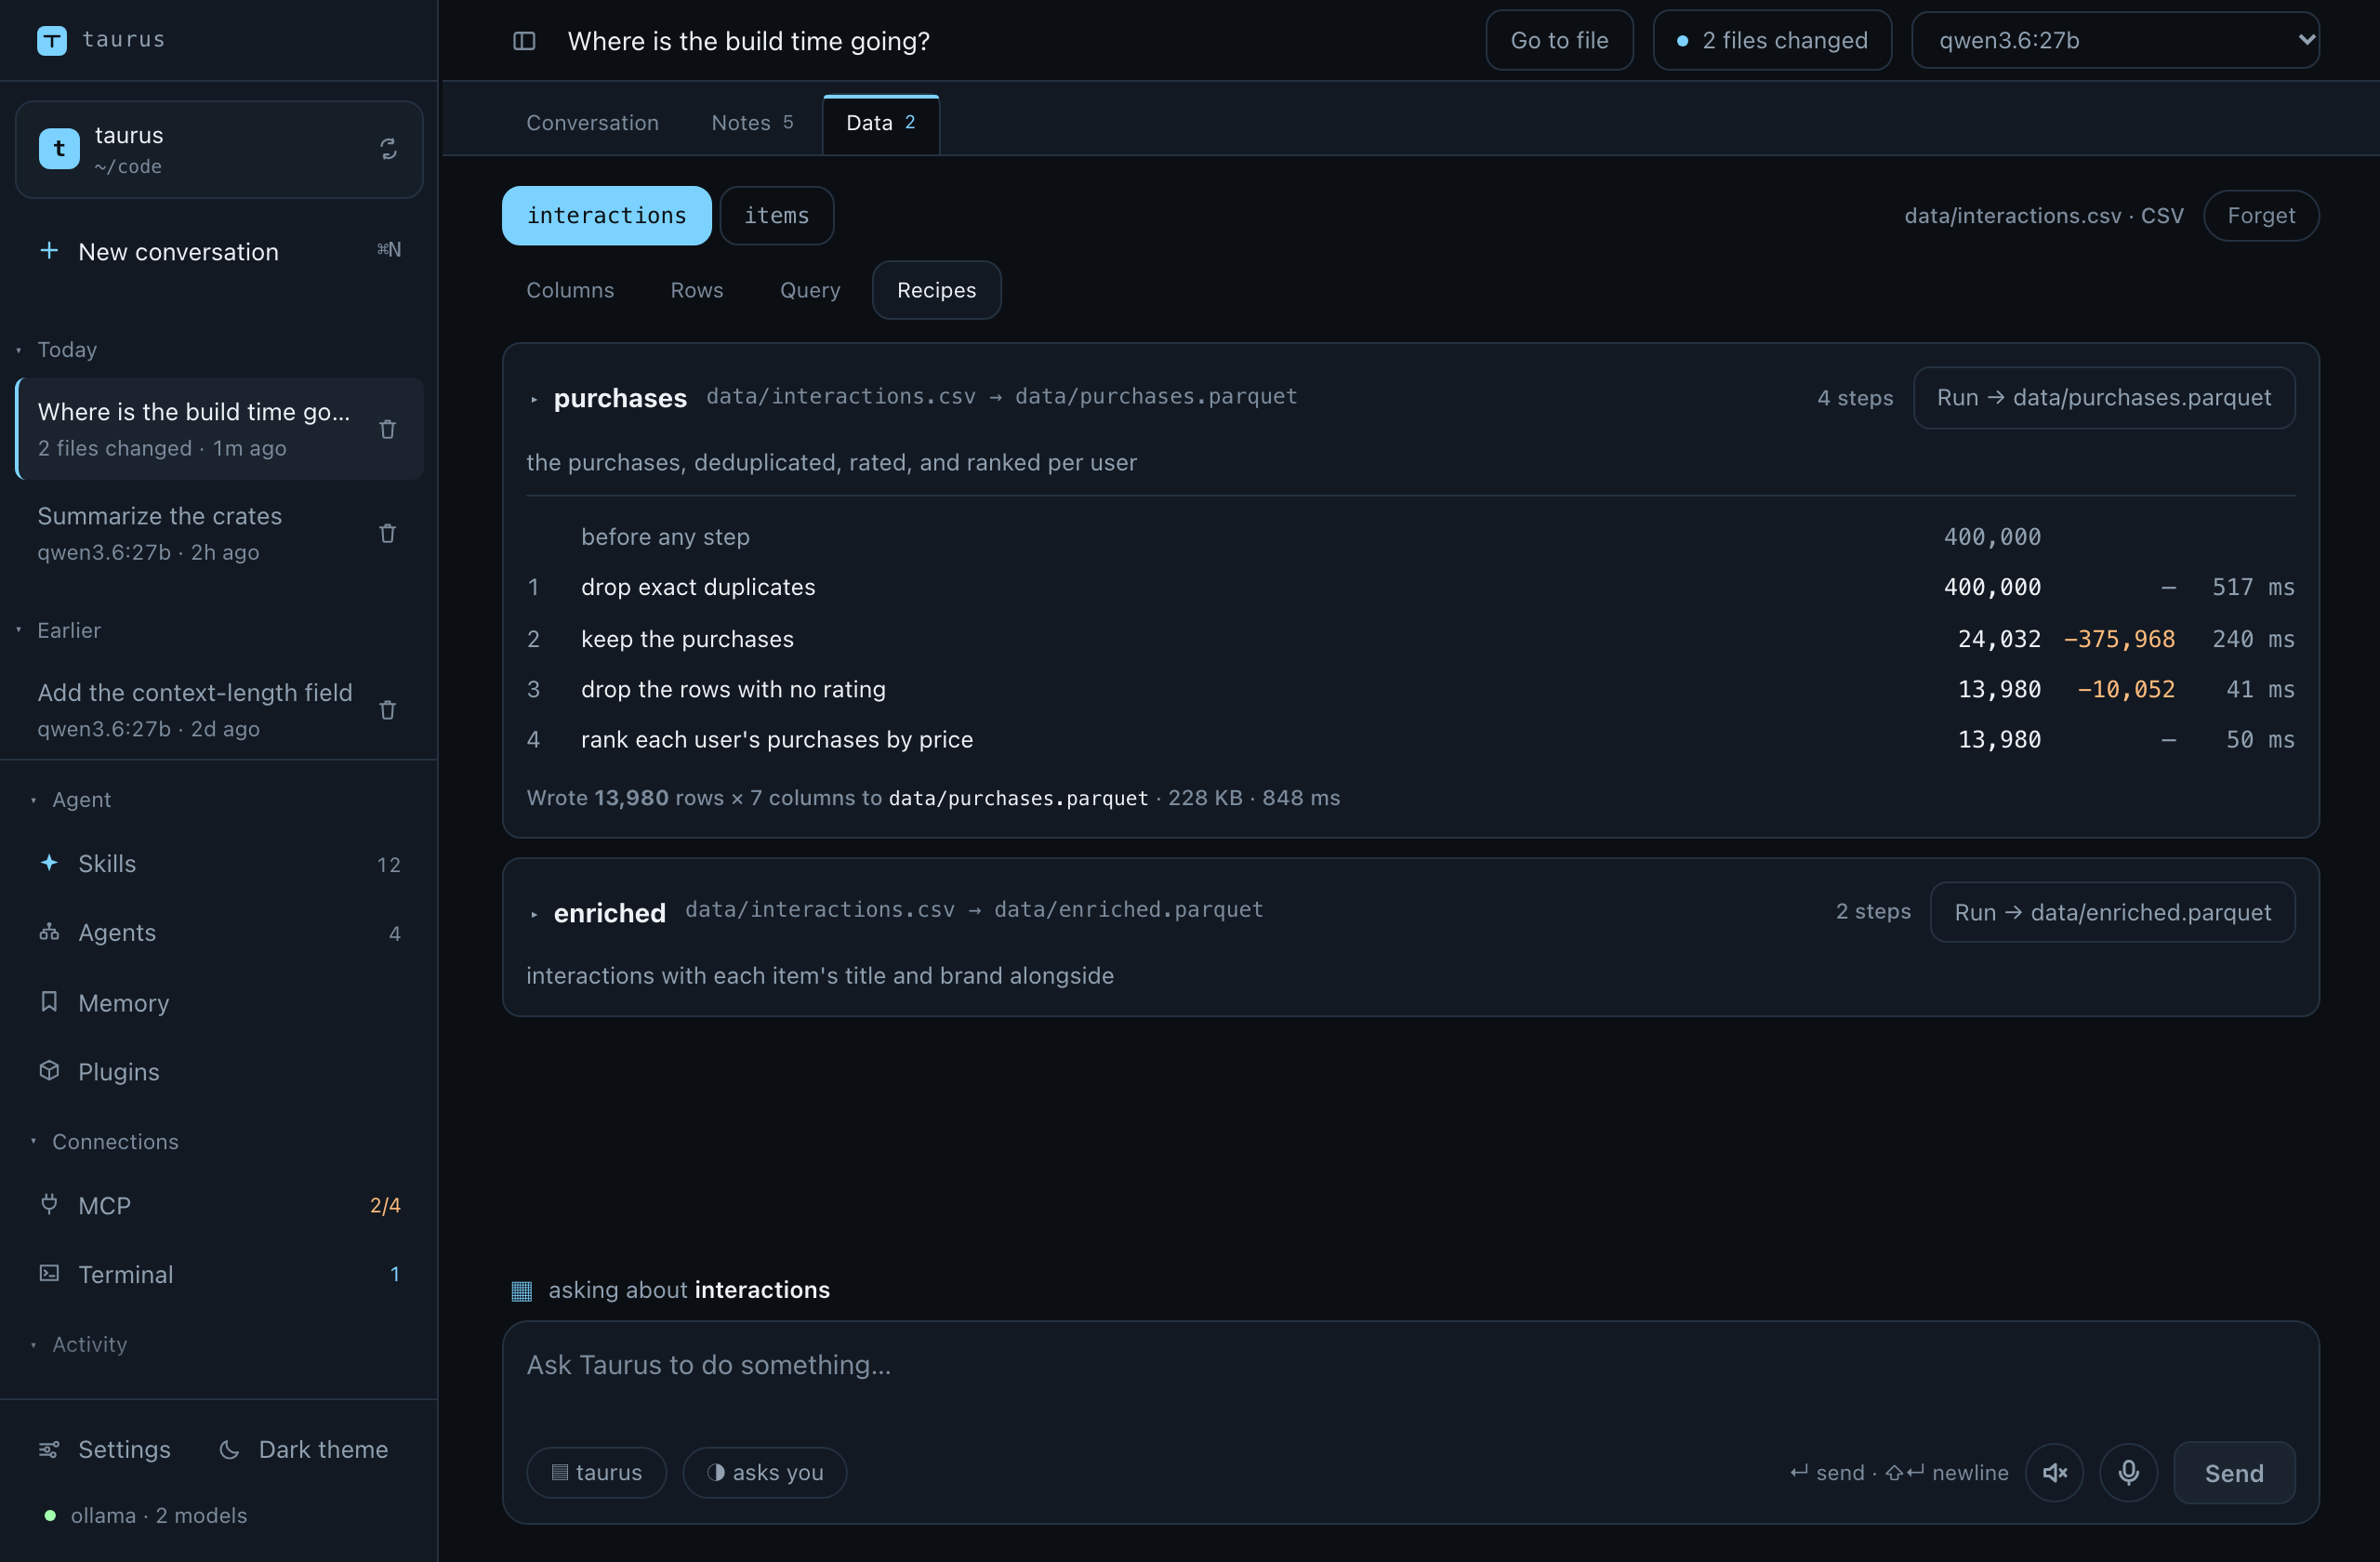 taurus
t taurus
~/code
+ New conversation ⌘N
Today
Where is the build time go...
2 files changed · 1m ago
Summarize the crates
qwen3.6:27b · 2h ago
Earlier
Add the context-length field
qwen3.6:27b · 2d ago
Agent
Skills 12
Agents 4
Memory
Plugins
Connections
MCP 2/4
Terminal 1
Activity
Settings Dark theme
ollama · 2 models
Where is the build time going? Go to file 2 files changed qwen3.6:27b
Conversation Notes 5 Data 2
interactions items data/interactions.csv · CSV Forget
Columns Rows Query Recipes
purchases data/interactions.csv → data/purchases.parquet 4 steps Run → data/purchases.parquet
the purchases, deduplicated, rated, and ranked per user
before any step 400,000
1 drop exact duplicates 400,000 — 517 ms
2 keep the purchases 24,032 −375,968 240 ms
3 drop the rows with no rating 13,980 −10,052 41 ms
4 rank each user's purchases by price 13,980 — 50 ms
Wrote 13,980 rows × 7 columns to data/purchases.parquet · 228 KB · 848 ms
enriched data/interactions.csv → data/enriched.parquet 2 steps Run → data/enriched.parquet
interactions with each item's title and brand alongside
asking about interactions
Ask Taurus to do something...
taurus asks you ↵ send · ⇧↵ newline Send